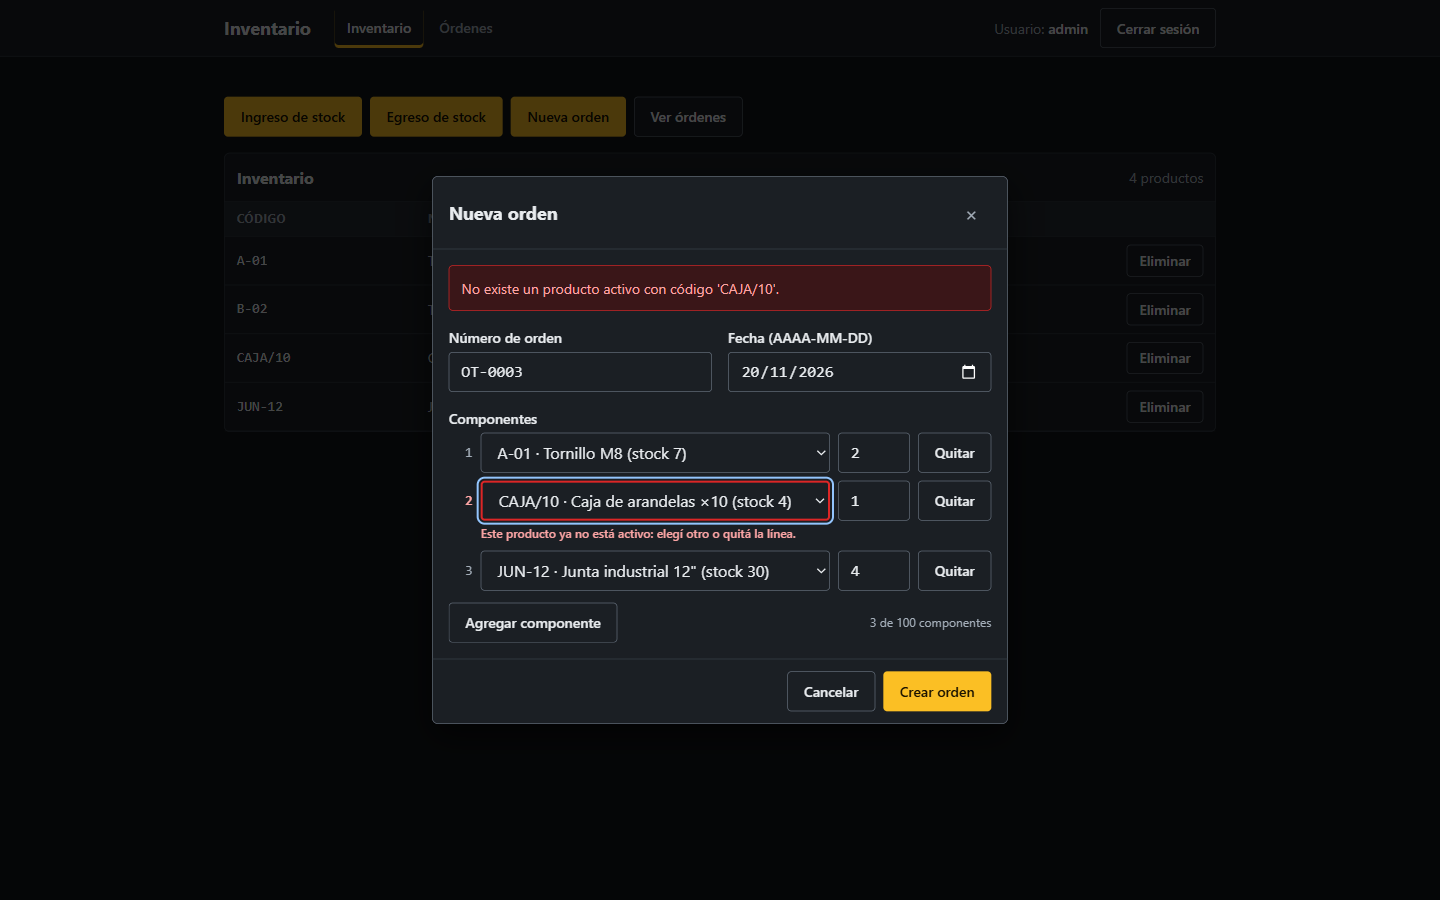 Inventario Inventario Órdenes Usuario: admin Cerrar sesión
Ingreso de stock Egreso de stock Nueva orden Ver órdenes
Inventario 4 productos
CÓDIGO
A-01 Eliminar
B-02 Eliminar
CAJA/10 Eliminar
JUN-12 Eliminar
Nueva orden ×
No existe un producto activo con código 'CAJA/10'.
Número de orden Fecha (AAAA-MM-DD)
OT-0003 20/11/2026
Componentes
1 A-01 · Tornillo M8 (stock 7) 2 Quitar
2 CAJA/10 · Caja de arandelas ×10 (stock 4) 1 Quitar
Este producto ya no está activo: elegí otro o quitá la línea.
3 JUN-12 · Junta industrial 12" (stock 30) 4 Quitar
Agregar componente 3 de 100 componentes
Cancelar Crear orden